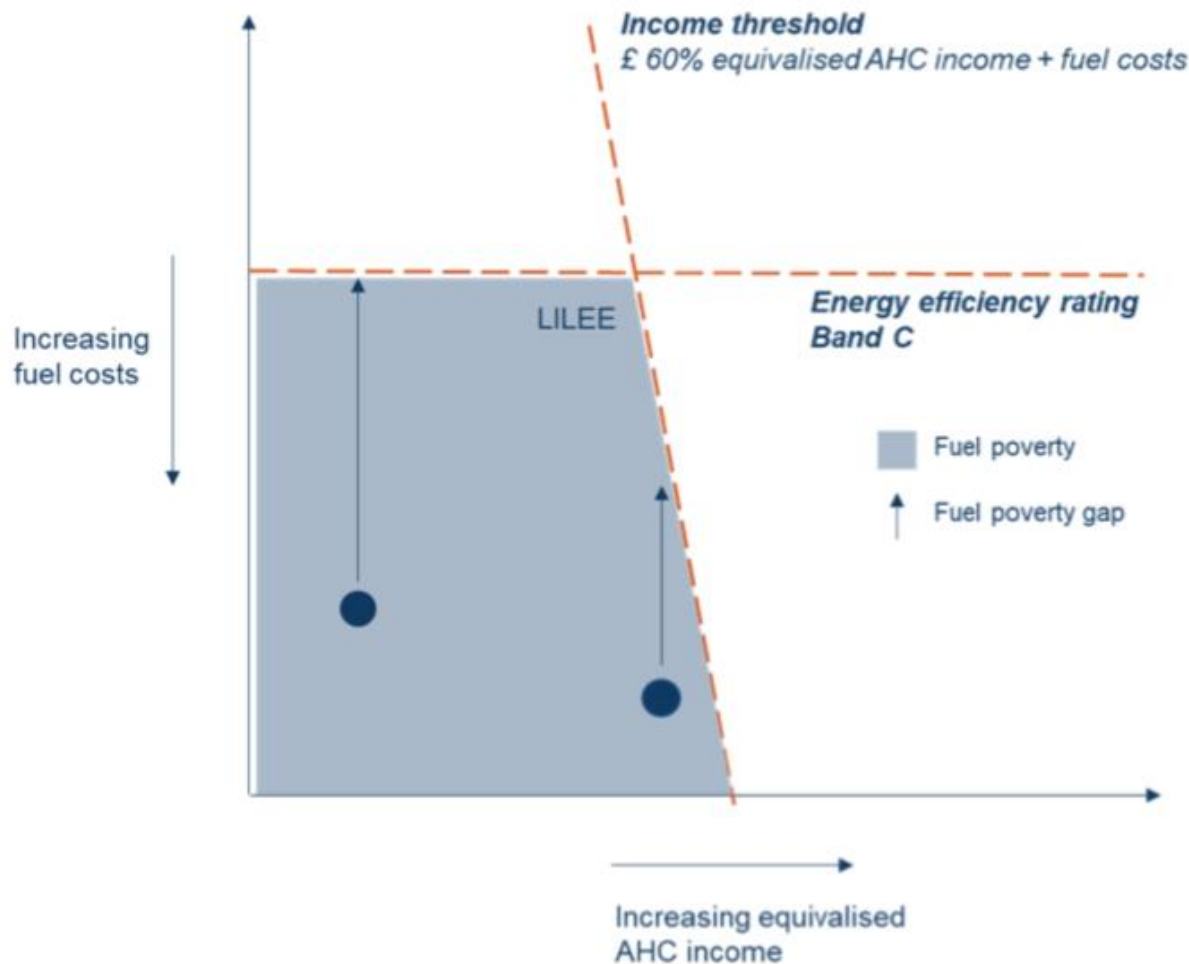 Income threshold
£ 60% equivalised AHC income + fuel costs
LILEE
Energy efficiency rating
Band C
Increasing
fuel costs
Fuel poverty
Fuel poverty gap
Increasing equivalised
AHC income